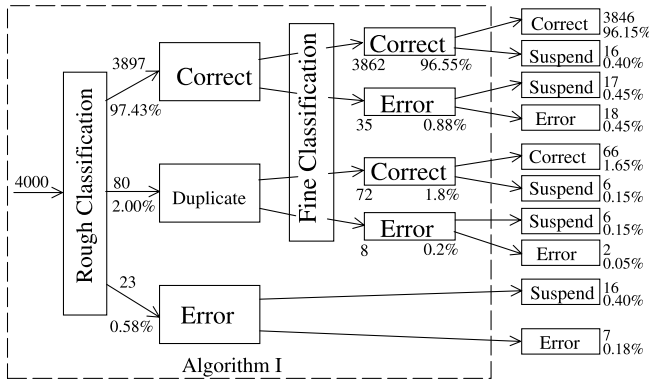 4000
Rough Classification
3897
97.43%
80
2.00%
23
0.58%
Correct
Duplicate
Error
Fine Classification
Correct
3862 96.55%
Error
35 0.88%
Correct
72 1.8%
Error
8 0.2%
Correct
3846
96.15%
Suspend
16
0.40%
Suspend
17
0.45%
Error
18
0.45%
Correct
66
1.65%
Suspend
6
0.15%
Suspend
6
0.15%
Error
2
0.05%
Suspend
16
0.40%
Error
7
0.18%
Algorithm I